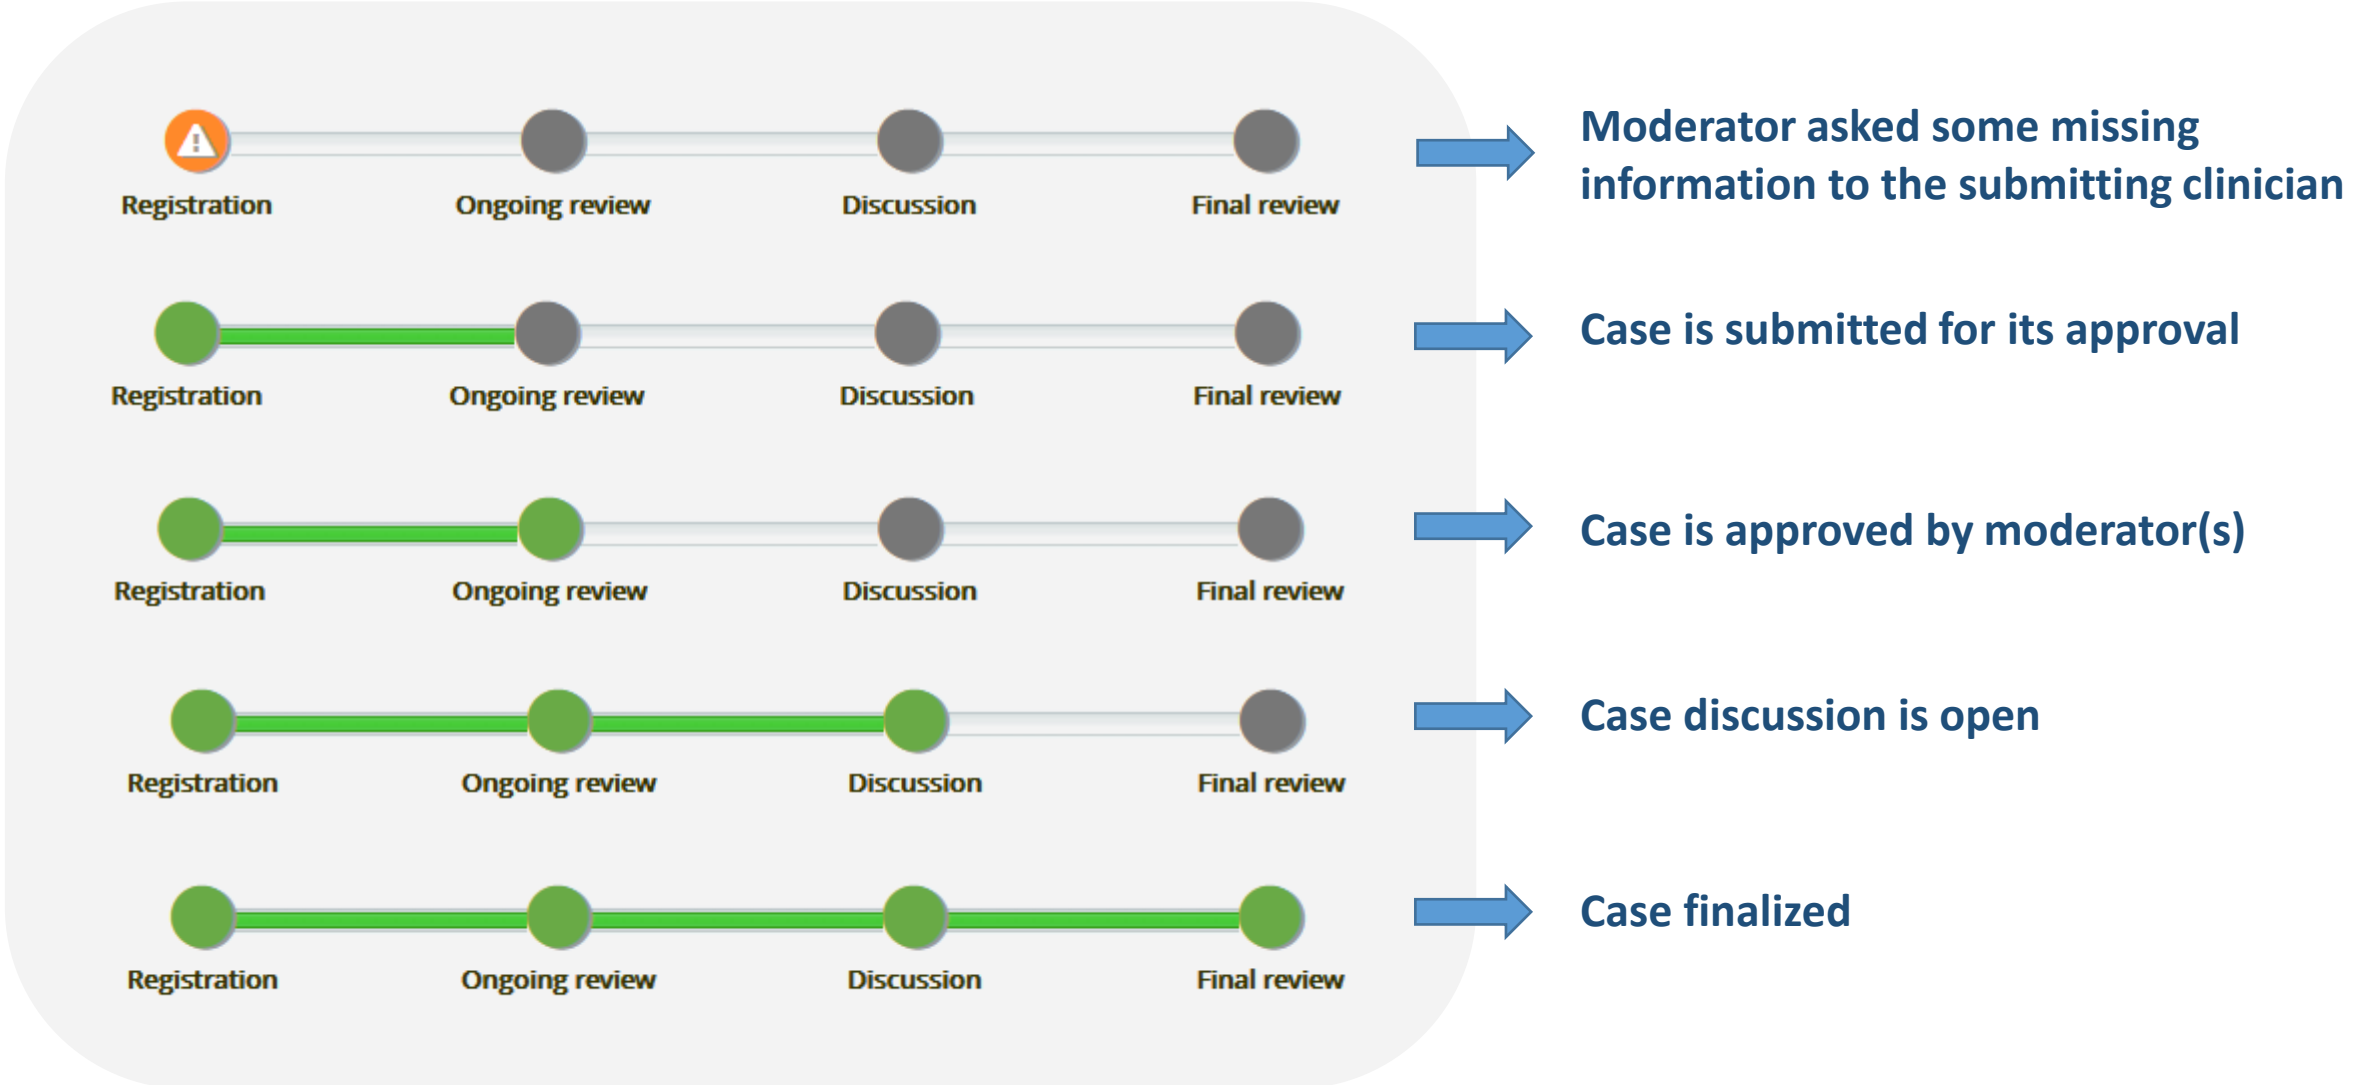 Moderator asked some missing
information to the submitting clinician
Registration Ongoing review Discussion Final review
Case is submitted for its approval
Registration Ongoing review Discussion Final review
Case is approved by moderator(s)
Registration Ongoing review Discussion Final review
Case discussion is open
Registration Ongoing review Discussion Final review
Case finalized
Registration Ongoing review Discussion Final review